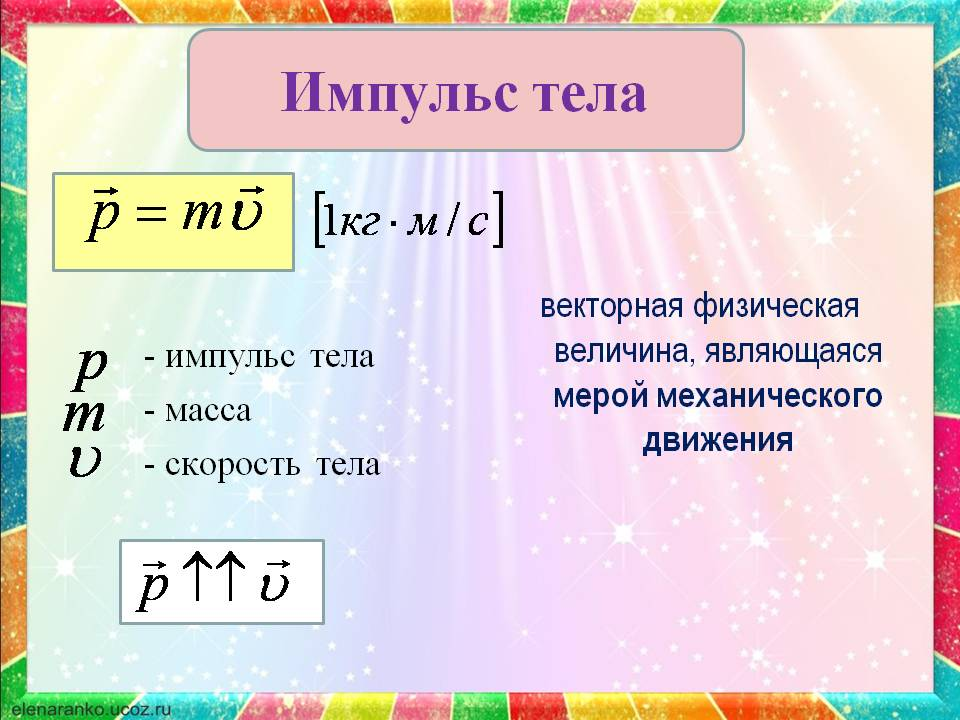 Импульс тела
p⃗ = mυ⃗ [1кг · м / с]
p - импульс тела
m - масса
υ - скорость тела
p⃗ ↑↑ υ⃗
векторная физическая
величина, являющаяся
мерой механического
движения
elenaranko.ucoz.ru